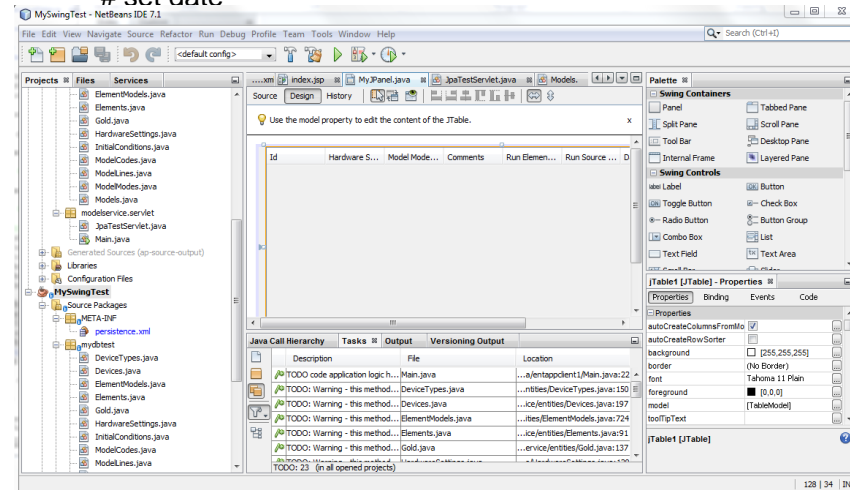 # set date
MySwingTest - NetBeans IDE 7.1
File Edit View Navigate Source Refactor Run Debug Profile Team Tools Window Help
Search (Ctrl+I)
<default config>
Projects Files Services
ElementModels.java
Elements.java
Gold.java
HardwareSettings.java
InitialConditions.java
ModelCodes.java
ModelLines.java
ModelModes.java
Models.java
modelservice.servlet
JpaTestServlet.java
Main.java
Generated Sources (ap-source-output)
Libraries
Configuration Files
MySwingTest
Source Packages
META-INF
persistence.xml
mydbtest
DeviceTypes.java
Devices.java
ElementModels.java
Elements.java
Gold.java
HardwareSettings.java
InitialConditions.java
ModelCodes.java
ModelLines.java
....xm index.jsp MyJPanel.java JpaTestServlet.java Models.
Source Design History
Use the model property to edit the content of the JTable. x
Id Hardware S... Model Mode... Comments Run Elemen... Run Source ... D
Java Call Hierarchy Tasks Output Versioning Output
Description File Location
TODO code application logic h... Main.java ...a/entappclient1/Main.java:22
TODO: Warning - this method... DeviceTypes.java ...ntities/DeviceTypes.java:150
TODO: Warning - this method... Devices.java ...ice/entities/Devices.java:197
TODO: Warning - this method... ElementModels.java ...ities/ElementModels.java:724
TODO: Warning - this method... Elements.java ...ice/entities/Elements.java:91
TODO: Warning - this method... Gold.java ...ervice/entities/Gold.java:137
TODO: 23 (in all opened projects)
Palette
Swing Containers
Panel Tabbed Pane
Split Pane Scroll Pane
Tool Bar Desktop Pane
Internal Frame Layered Pane
Swing Controls
label Label OK Button
OK Toggle Button Check Box
Radio Button Button Group
Combo Box List
Text Field Text Area
jTable1 [JTable] - Properties
Properties Binding Events Code
Properties
autoCreateColumnsFromMo
autoCreateRowSorter
background [255,255,255]
border (No Border)
font Tahoma 11 Plain
foreground [0,0,0]
model [TableModel]
toolTipText
jTable1 [JTable]
128 | 34 IN